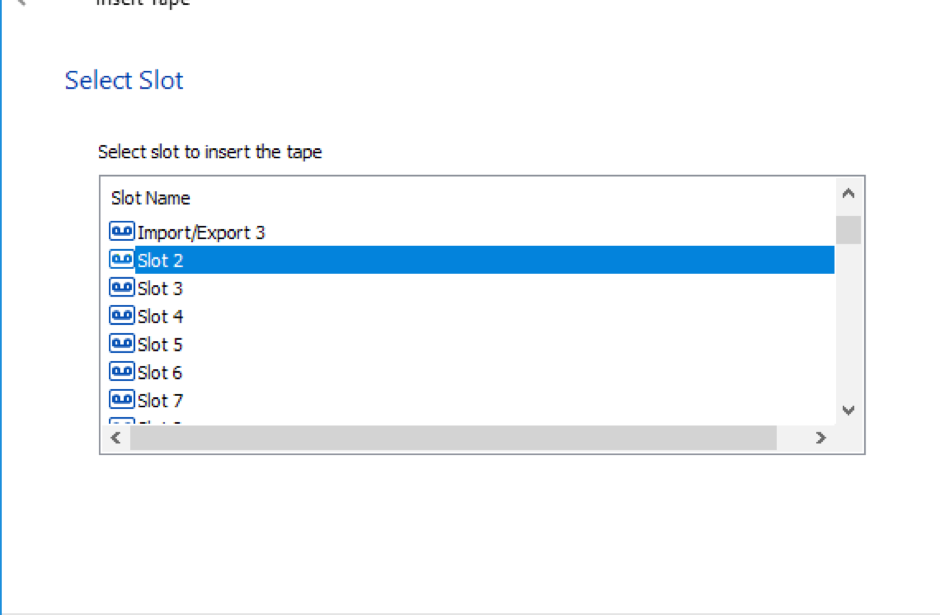 Insert Tape
Select Slot
Select slot to insert the tape
Slot Name
Import/Export 3
Slot 2
Slot 3
Slot 4
Slot 5
Slot 6
Slot 7